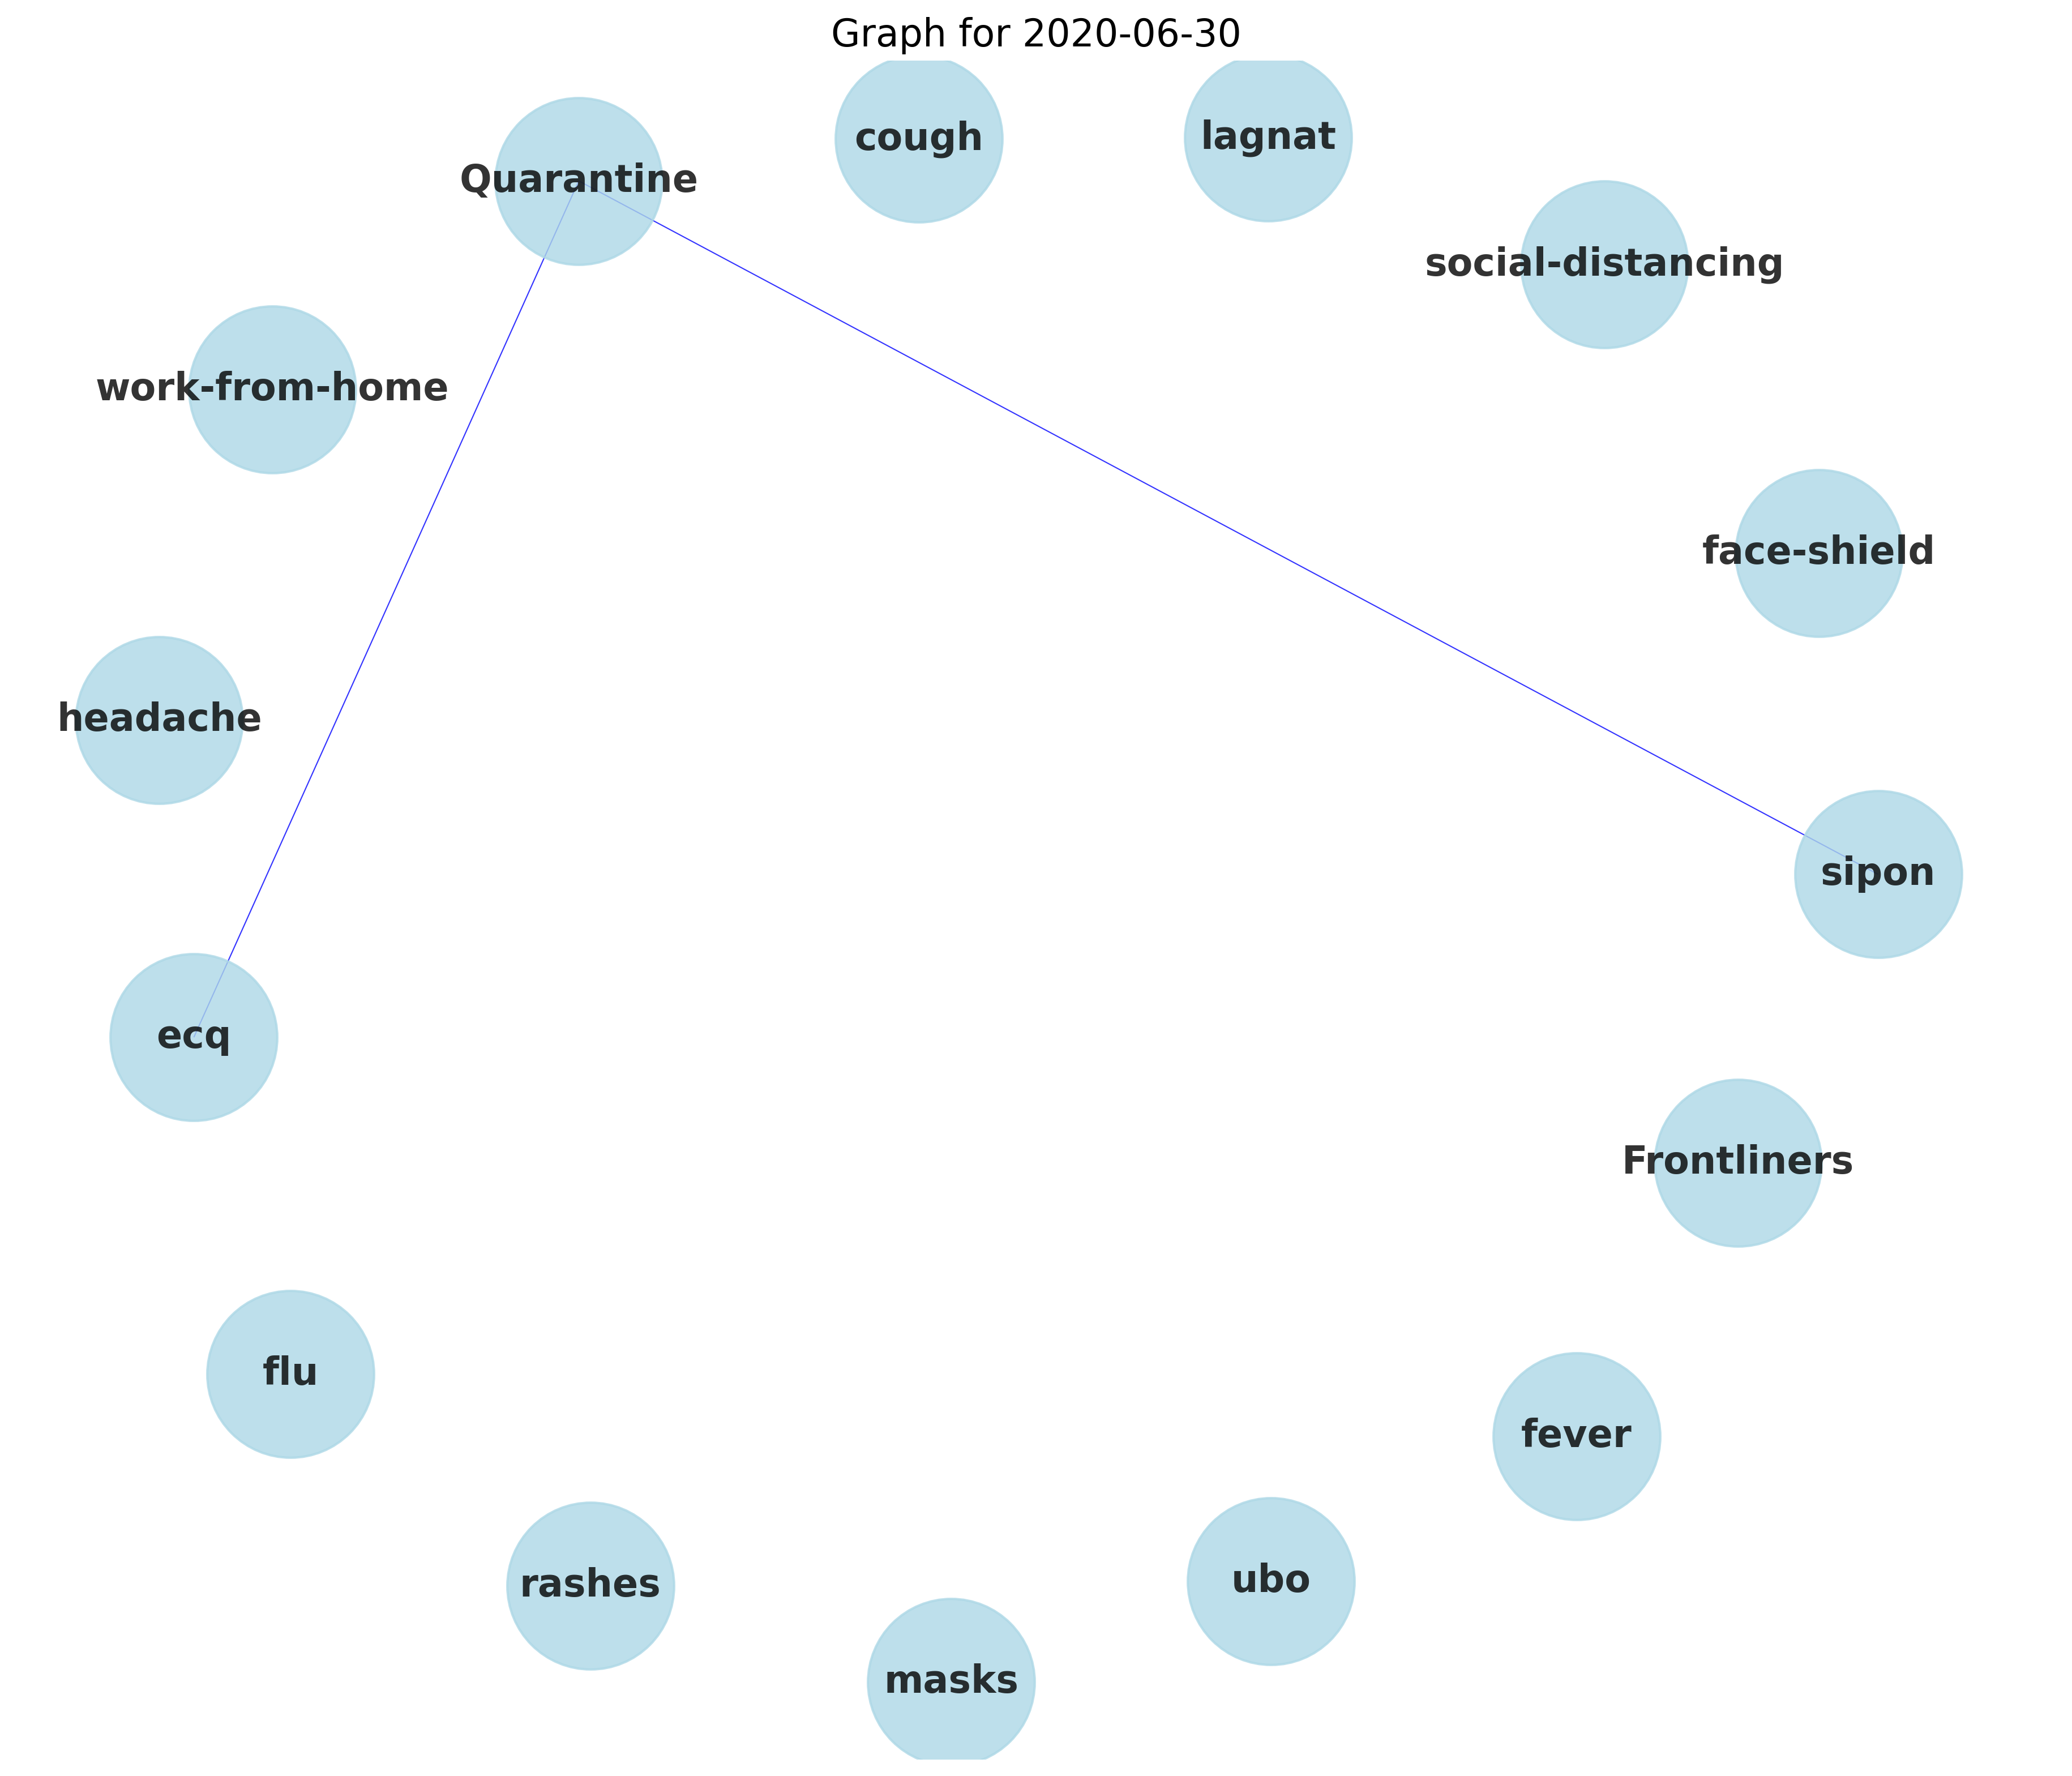 Graph for 2020-06-30
cough
lagnat
Quarantine
social-distancing
work-from-home
face-shield
headache
sipon
ecq
Frontliners
flu
fever
rashes
ubo
masks